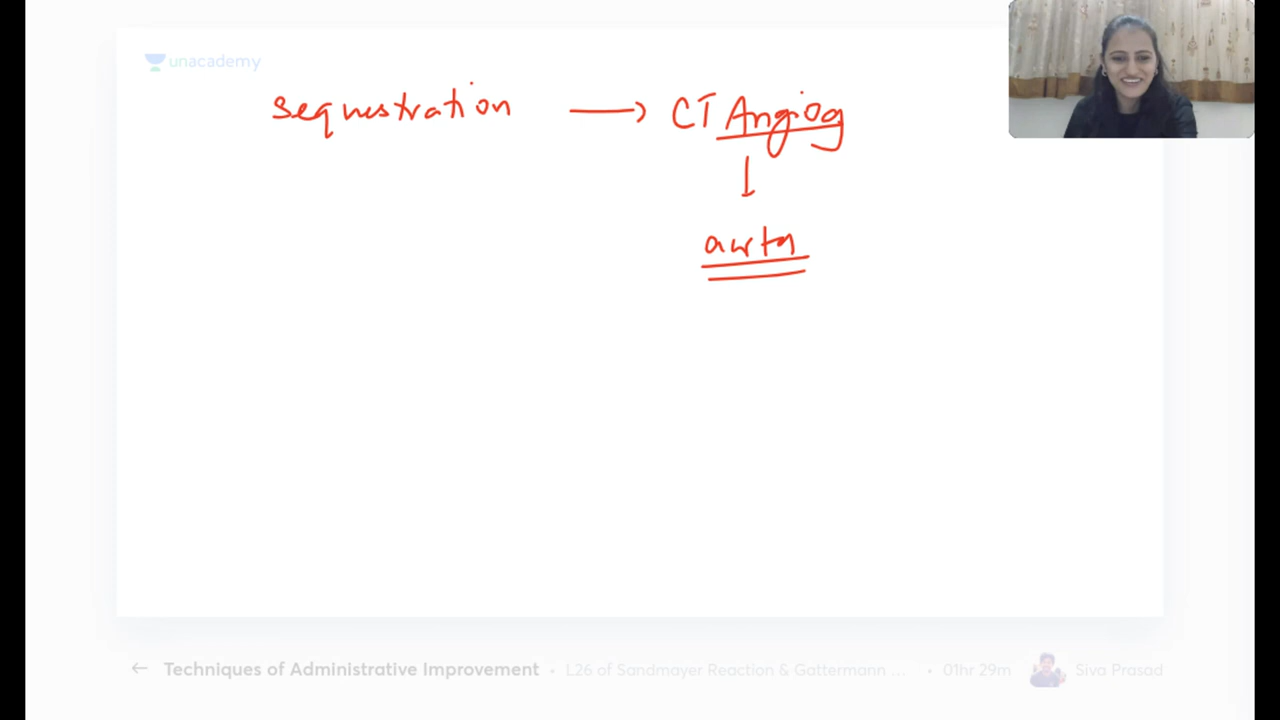 unacademy
sequestration → CT Angiog
↓
aorta
← Techniques of Administrative Improvement • L26 of Sandmayer Reaction & Gattermann ... • 01hr 29m Siva Prasad